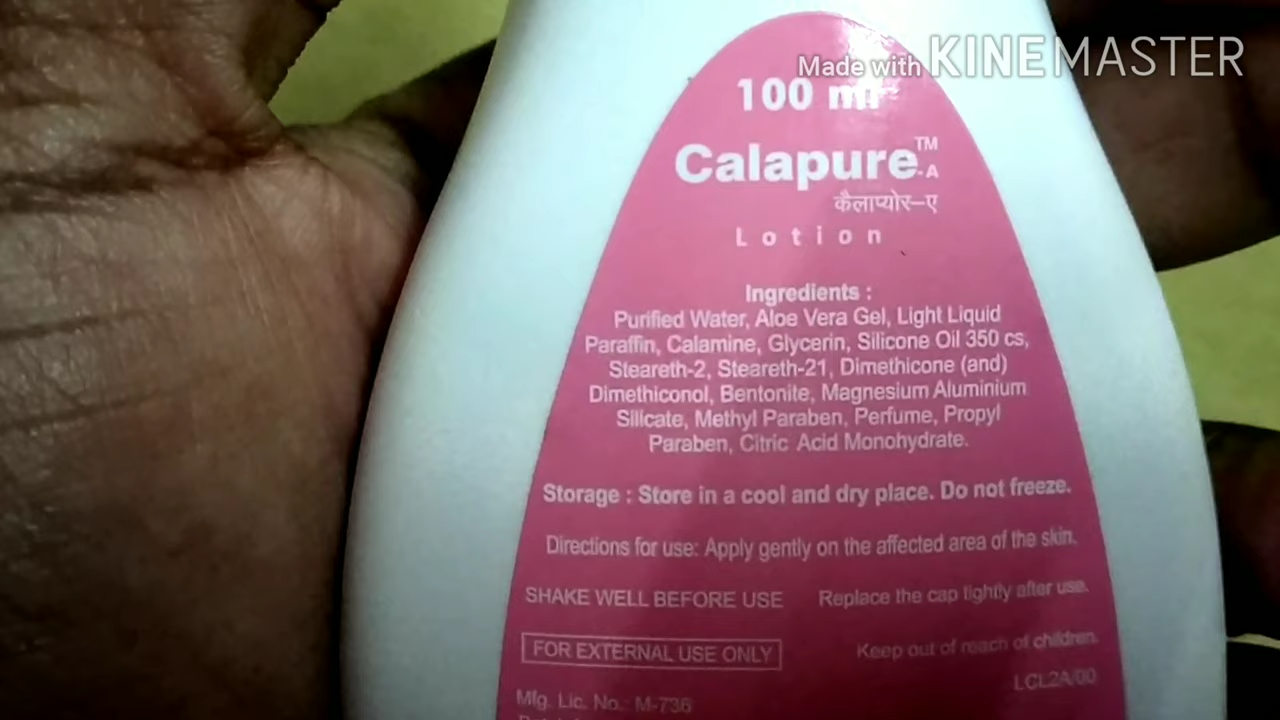 Made with KINEMASTER
100 ml
Calapure™-A
कैलाप्योर–ए
Lotion
Ingredients :
Purified Water, Aloe Vera Gel, Light Liquid
Paraffin, Calamine, Glycerin, Silicone Oil 350 cs,
Steareth-2, Steareth-21, Dimethicone (and)
Dimethiconol, Bentonite, Magnesium Aluminium
Silicate, Methyl Paraben, Perfume, Propyl
Paraben, Citric Acid Monohydrate.
Storage : Store in a cool and dry place. Do not freeze.
Directions for use: Apply gently on the affected area of the skin.
SHAKE WELL BEFORE USE Replace the cap tightly after use.
FOR EXTERNAL USE ONLY Keep out of reach of children.
LCL2A/00
Mfg. Lic. No.: M-736